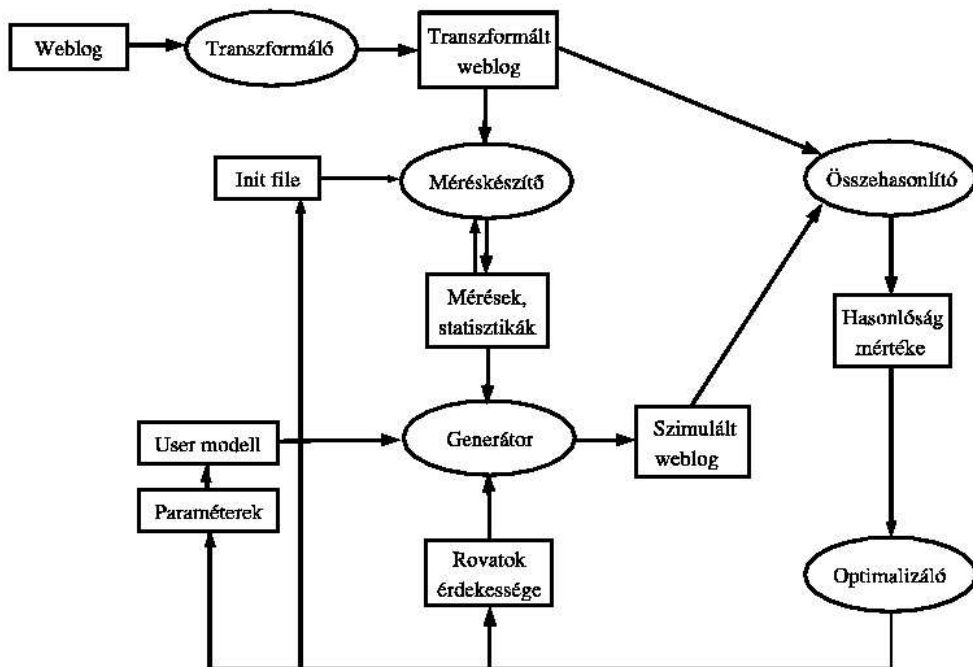 Weblog
Transzformáló
Transzformált
weblog
Init file
Méréskészítő
Összehasonlító
Mérések,
statisztikák
Hasonlóság
mértéke
User modell
Generátor
Szimulált
weblog
Paraméterek
Rovatok
érdekessége
Optimalizáló